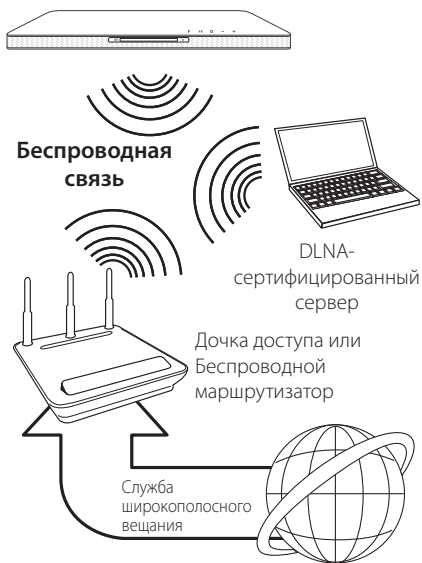 Беспроводная
связь
DLNA-
сертифицированный
сервер
Дочка доступа или
Беспроводной
маршрутизатор
Служба
широкополосного
вещания